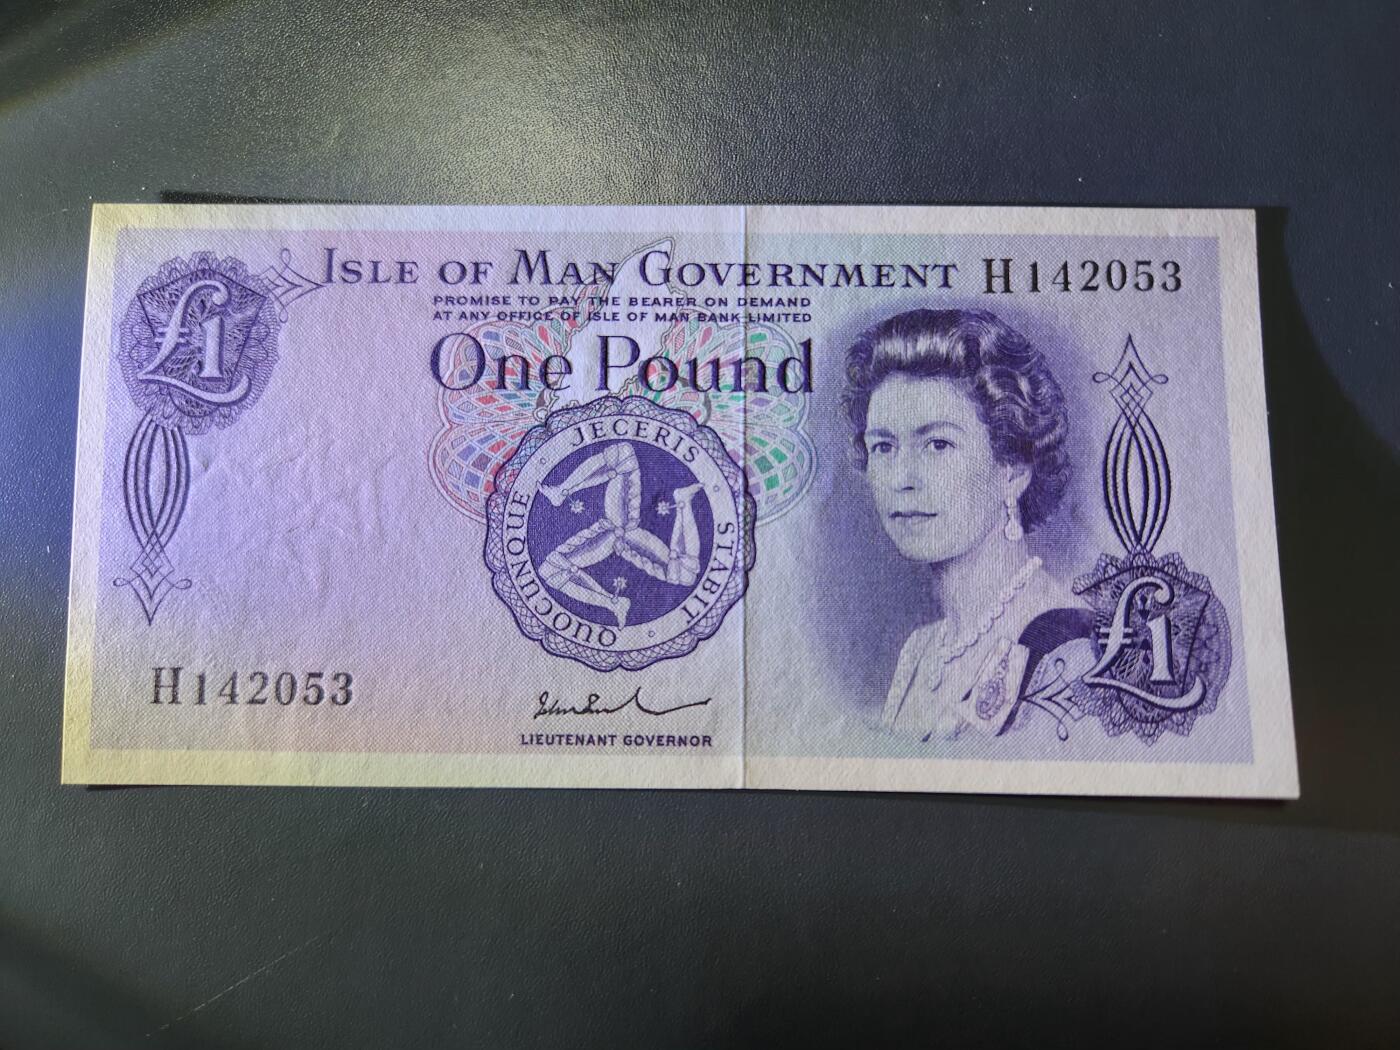 ISLE OF MAN GOVERNMENT H142053
PROMISE TO PAY THE BEARER ON DEMAND
AT ANY OFFICE OF ISLE OF MAN BANK LIMITED
One Pound
£1
QUOCUNQUE · JECERIS · STABIT
£1
H142053
LIEUTENANT GOVERNOR